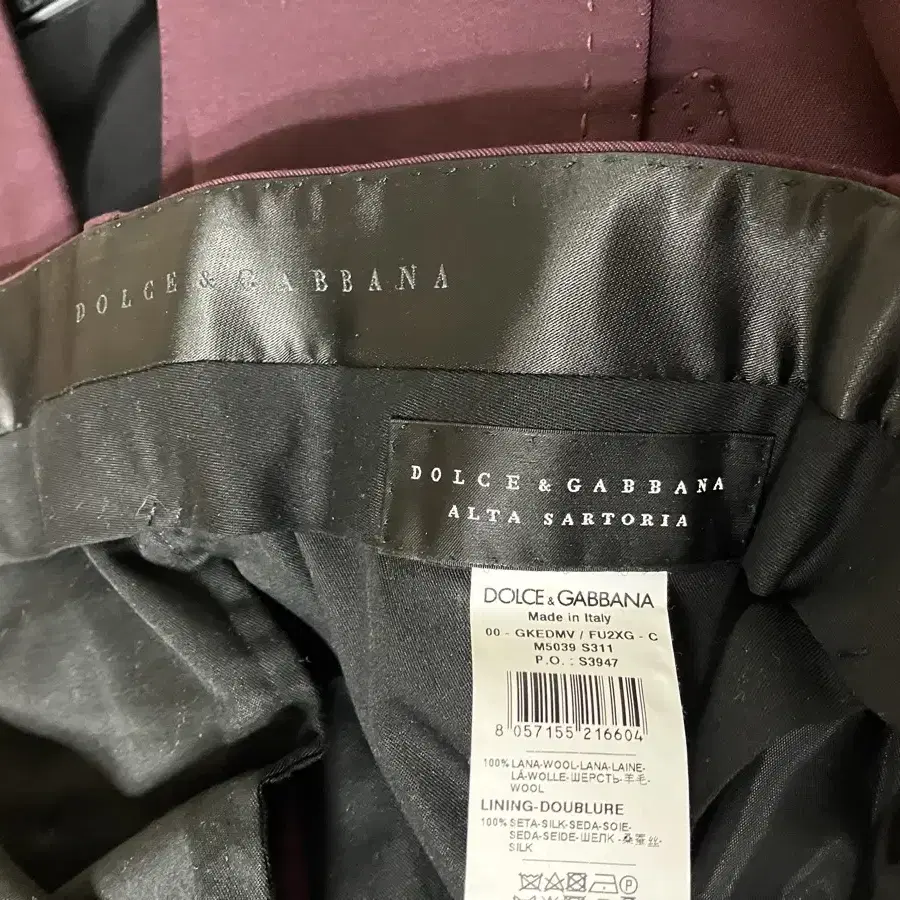 DOLCE & GABBANA
DOLCE & GABBANA
ALTA SARTORIA
DOLCE & GABBANA
Made in Italy
00 - GKEDMV / FU2XG - C
M5039 S311
P.O. : S3947
8 057155 216604
100% LANA-WOOL-LANA-LAINE-
LÃ-WOLLE-ШЕРСТЬ-羊毛-
WOOL
LINING-DOUBLURE
100% SETA-SILK-SEDA-SOIE-
SEDA-SEIDE-ШЕЛК-桑蚕丝-
SILK